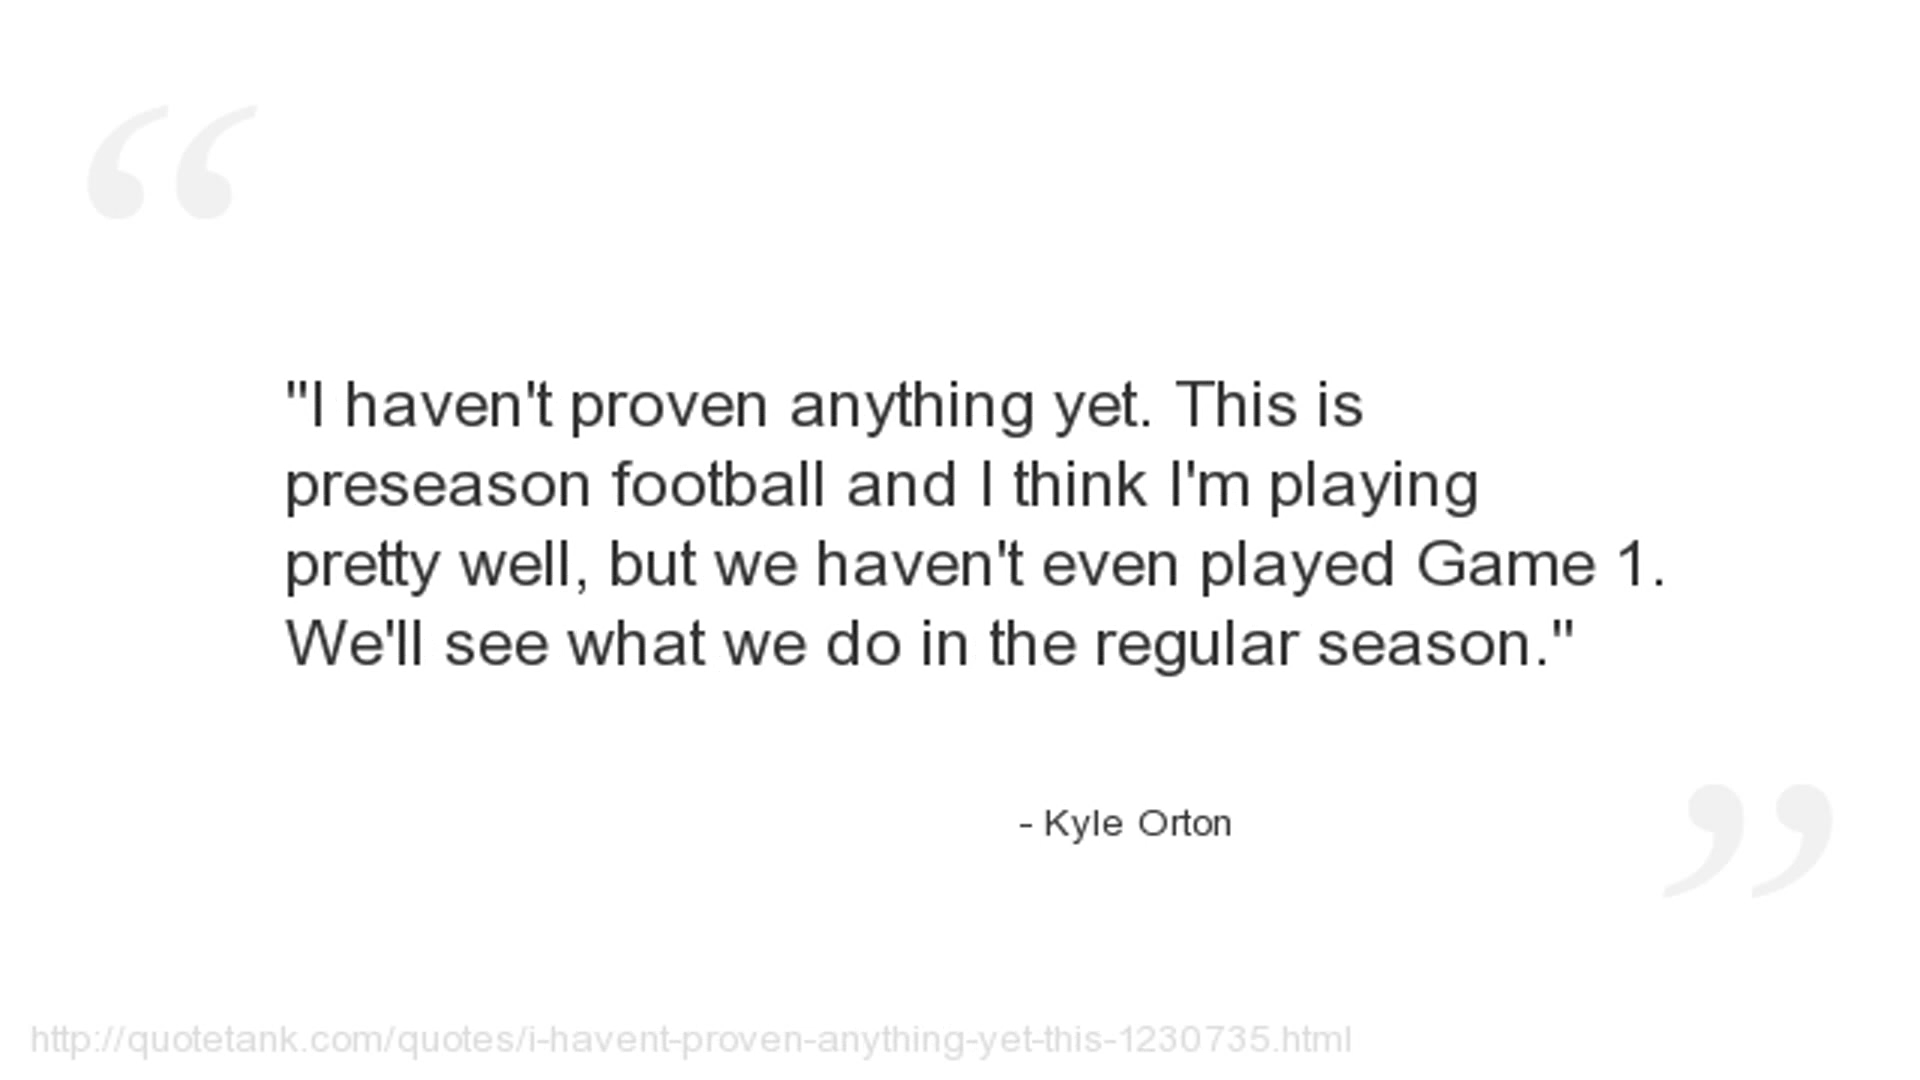 "I haven't proven anything yet. This is
preseason football and I think I'm playing
pretty well, but we haven't even played Game 1.
We'll see what we do in the regular season."
- Kyle Orton
http://quotetank.com/quotes/i-havent-proven-anything-yet-this-1230735.html